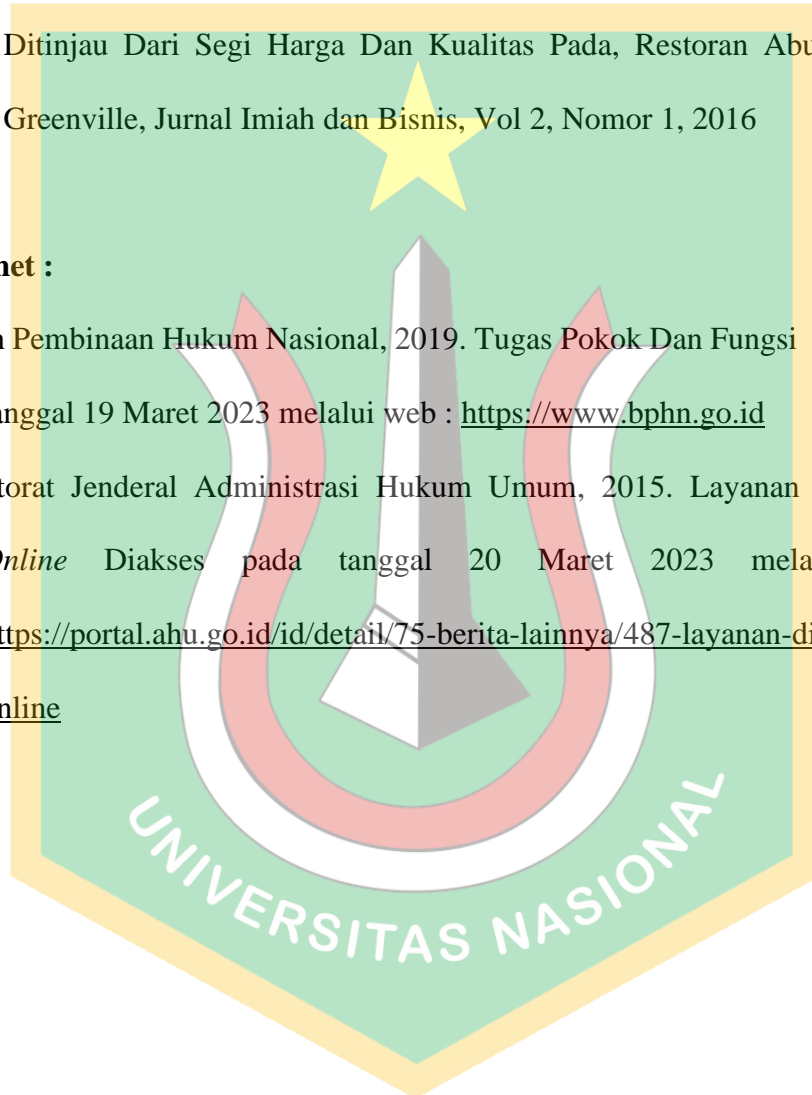 Ditinjau Dari Segi Harga Dan Kualitas Pada, Restoran Abu
Greenville, Jurnal Imiah dan Bisnis, Vol 2, Nomor 1, 2016
net :
n Pembinaan Hukum Nasional, 2019. Tugas Pokok Dan Fungsi
anggal 19 Maret 2023 melalui web : https://www.bphn.go.id
torat Jenderal Administrasi Hukum Umum, 2015. Layanan
Online Diakses pada tanggal 20 Maret 2023 mela
ttps://portal.ahu.go.id/id/detail/75-berita-lainnya/487-layanan-di
nline
UNIVERSITAS NASIONAL